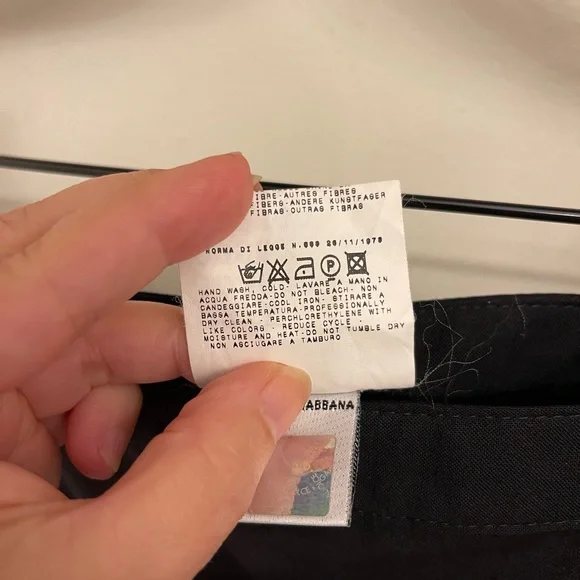 FIBRE-AUTRES FIBRES
FIBERS-ANDERE KUNSTFASER
FIBRAS-OUTRAS FIBRAS
NORMA DI LEGGE N.669 26/11/1973
HAND WASH, COLD- LAVARE A MANO IN
ACQUA FREDDA-DO NOT BLEACH- NON
CANDEGGIARE-COOL IRON- STIRARE A
BASSA TEMPERATURA-PROFESSIONALLY
DRY CLEAN - PERCHLORETHYLENE WITH
LIKE COLORS - REDUCE CYCLE -
MOISTURE AND HEAT-DO NOT TUMBLE DRY
NON ASCIUGARE A TAMBURO
ABBANA